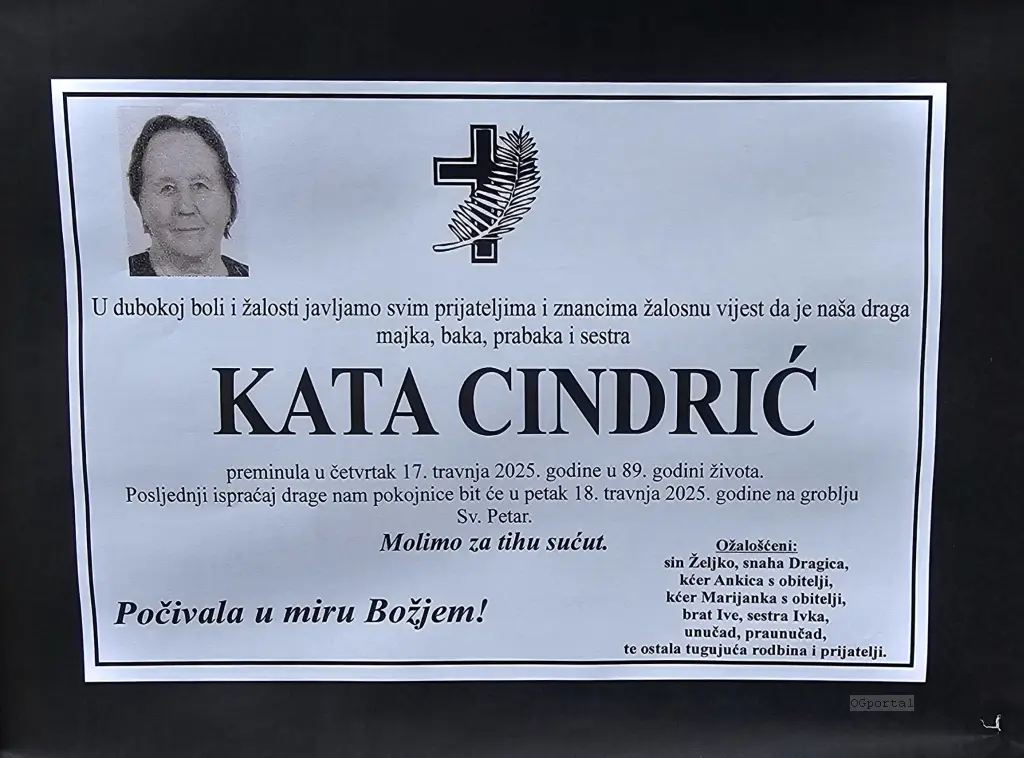 U dubokoj boli i žalosti javljamo svim prijateljima i znancima žalosnu vijest da je naša draga
majka, baka, prabaka i sestra
KATA CINDRIĆ
preminula u četvrtak 17. travnja 2025. godine u 89. godini života.
Posljednji ispraćaj drage nam pokojnice bit će u petak 18. travnja 2025. godine na groblju
Sv. Petar.
Molimo za tihu sućut.
Počivala u miru Božjem!
Ožalošćeni:
sin Željko, snaha Dragica,
kćer Ankica s obitelji,
kćer Marijanka s obitelji,
brat Ive, sestra Ivka,
unučad, praunučad,
te ostala tugujuća rodbina i prijatelji.
OGportal